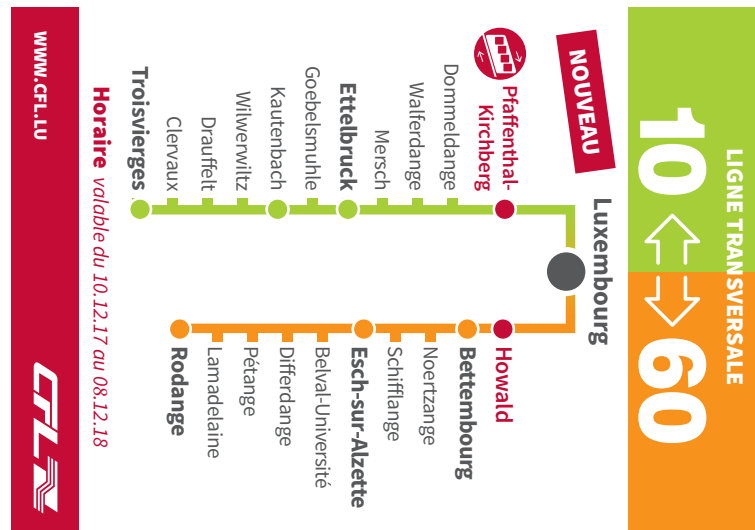 LIGNE TRANSVERSALE
10 60
Luxembourg
NOUVEAU
Pfaffenthal-
Kirchberg
Dommeldange
Walferdange
Mersch
Ettelbruck
Goebelsmuhle
Kautenbach
Wilwerwiltz
Drauffelt
Clervaux
Troisvierges
Howald
Bettembourg
Noertzange
Schifflange
Esch-sur-Alzette
Belval-Université
Differdange
Pétange
Lamadelaine
Rodange
Horaire valable du 10.12.17 au 08.12.18
WWW.CFL.LU
CFL